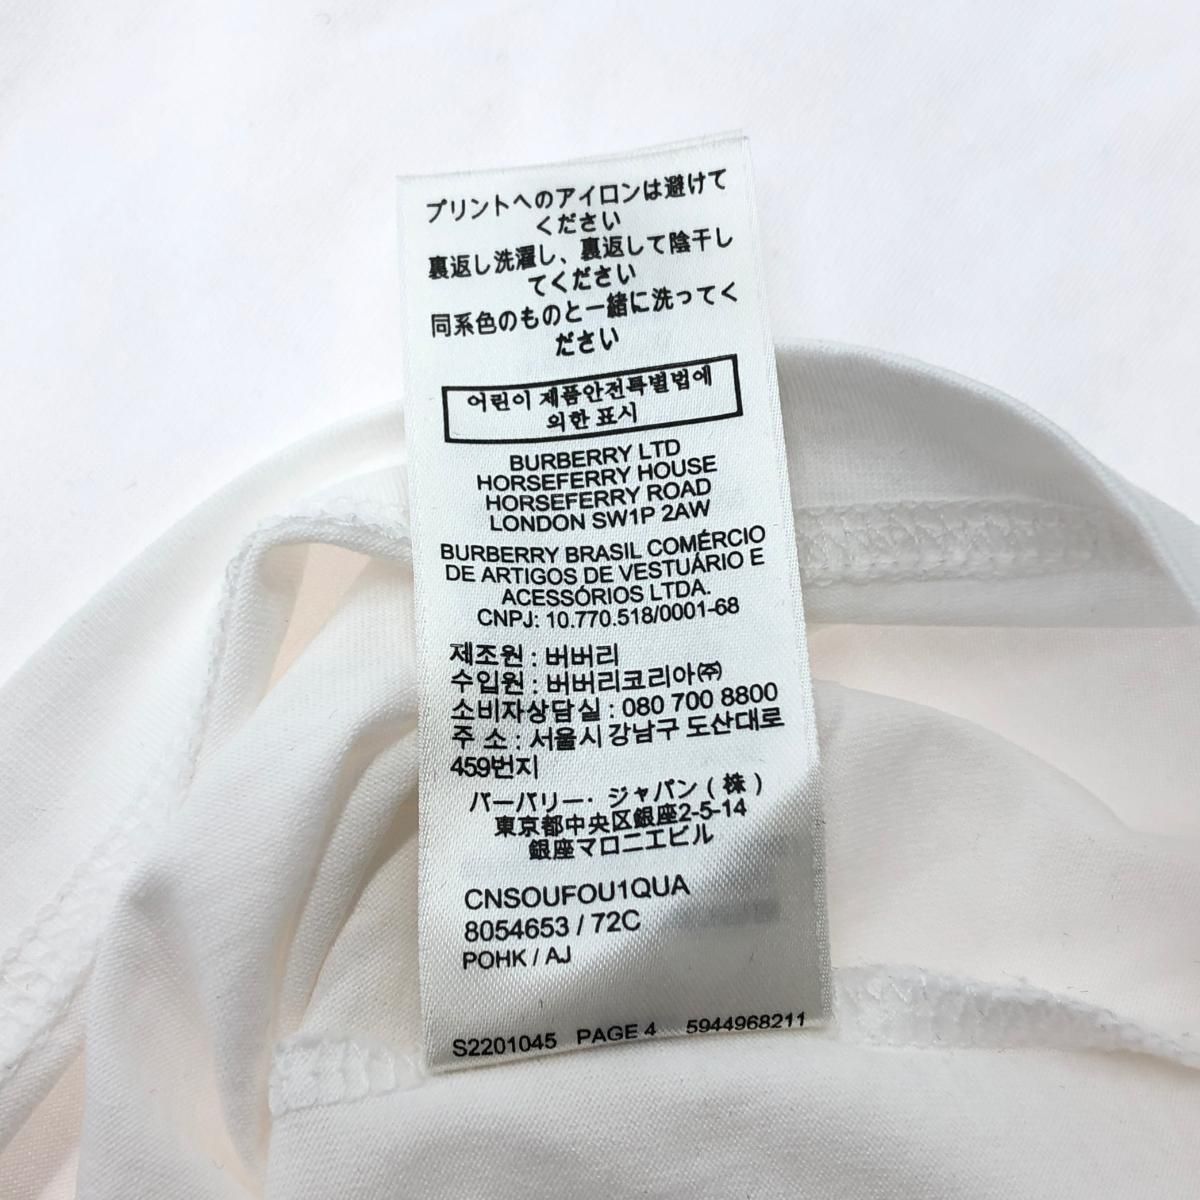 プリントへのアイロンは避けて
ください
裏返し洗濯し、裏返して陰干し
てください
同系色のものと一緒に洗ってく
ださい
어린이 제품안전특별법에
의한 표시
BURBERRY LTD
HORSEFERRY HOUSE
HORSEFERRY ROAD
LONDON SW1P 2AW
BURBERRY BRASIL COMÉRCIO
DE ARTIGOS DE VESTUÁRIO E
ACESSÓRIOS LTDA.
CNPJ: 10.770.518/0001-68
제조원 : 버버리
수입원 : 버버리코리아㈜
소비자상담실 : 080 700 8800
주 소 : 서울시 강남구 도산대로
459번지
バーバリー・ジャパン ( 株 )
東京都中央区銀座2-5-14
銀座マロニエビル
CNSOUFOU1QUA
8054653 / 72C
POHK / AJ
S2201045 PAGE 4 5944968211